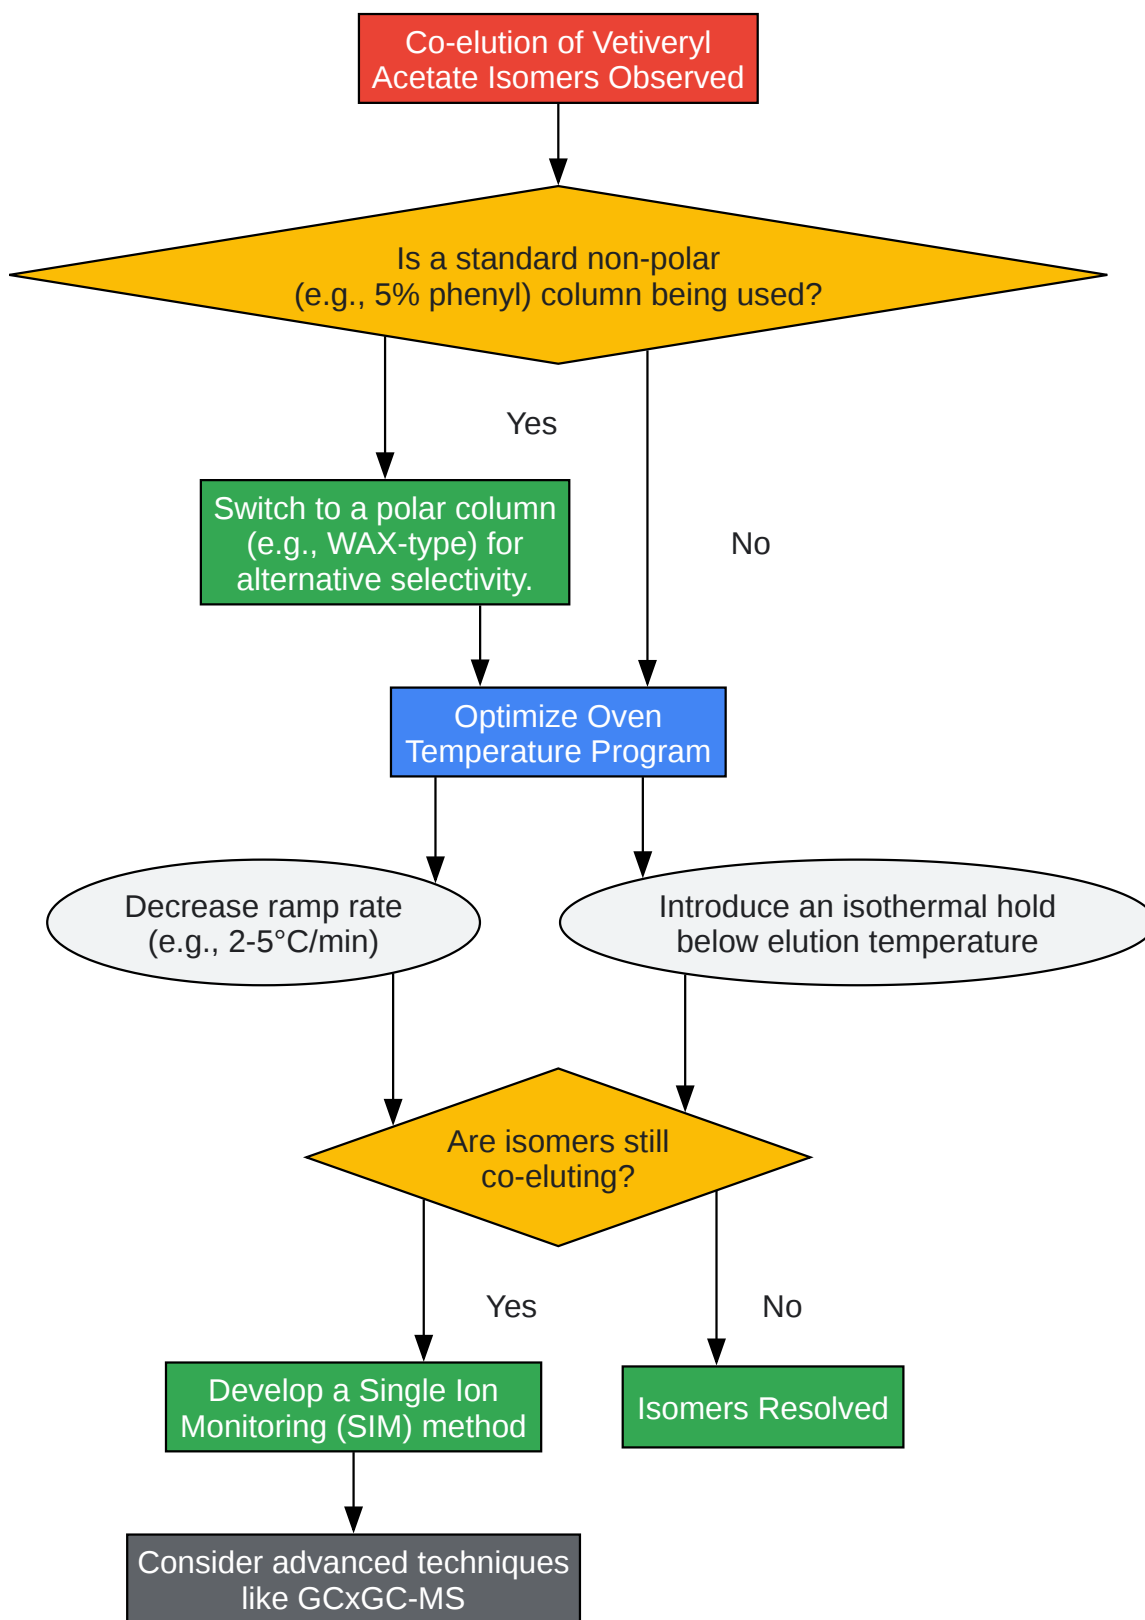 Co-elution of Vetiveryl
Acetate Isomers Observed
Is a standard non-polar
(e.g., 5% phenyl) column being used?
Yes
Switch to a polar column
(e.g., WAX-type) for
alternative selectivity.
No
Optimize Oven
Temperature Program
Decrease ramp rate
(e.g., 2-5°C/min)
Introduce an isothermal hold
below elution temperature
Are isomers still
co-eluting?
Yes
No
Develop a Single Ion
Monitoring (SIM) method
Isomers Resolved
Consider advanced techniques
like GCxGC-MS